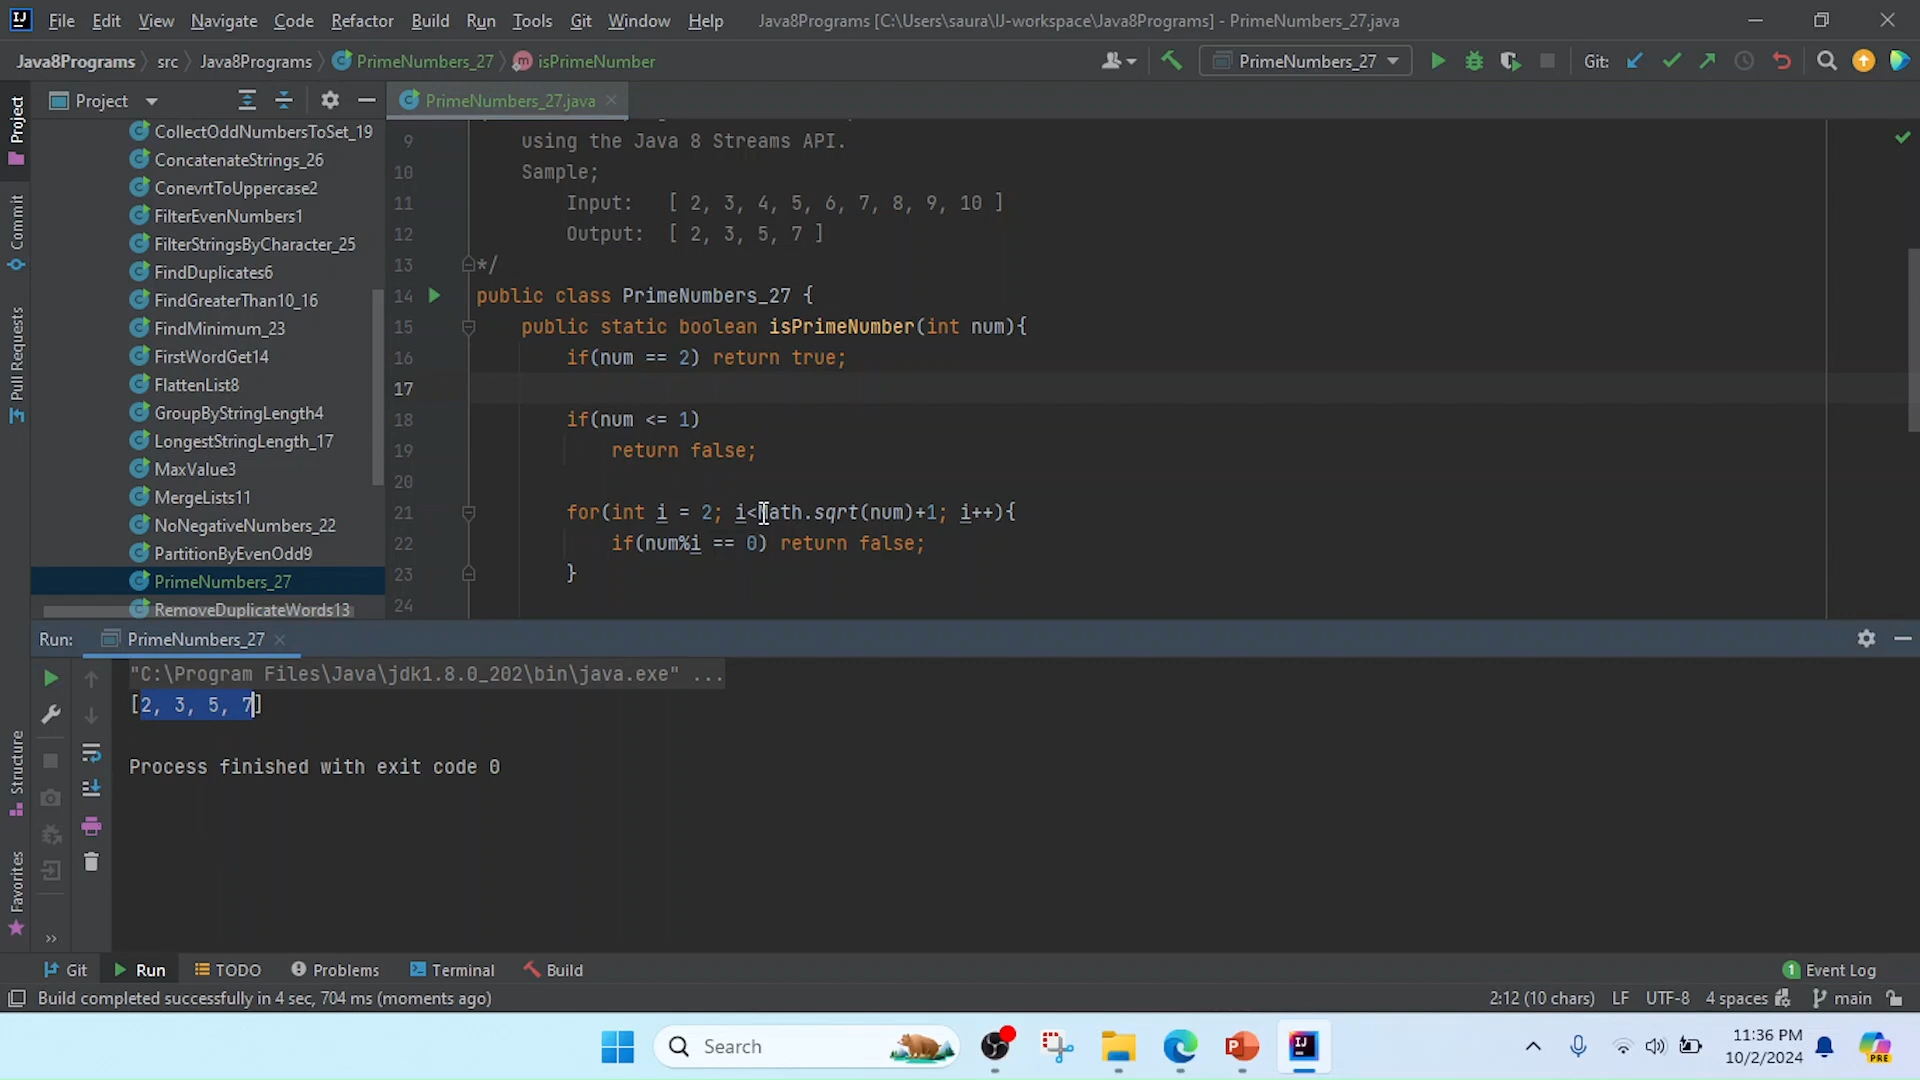 File Edit View Navigate Code Refactor Build Run Tools Git Window Help Java8Programs [C:\Users\saura\IJ-workspace\Java8Programs] - PrimeNumbers_27.java
Java8Programs src Java8Programs PrimeNumbers_27 isPrimeNumber PrimeNumbers_27 Git:
Project
PrimeNumbers_27.java
Project
Commit
Pull Requests
Structure
Favorites
CollectOddNumbersToSet_19
ConcatenateStrings_26
ConevrtToUppercase2
FilterEvenNumbers1
FilterStringsByCharacter_25
FindDuplicates6
FindGreaterThan10_16
FindMinimum_23
FirstWordGet14
FlattenList8
GroupByStringLength4
LongestStringLength_17
MaxValue3
MergeLists11
NoNegativeNumbers_22
PartitionByEvenOdd9
PrimeNumbers_27
RemoveDuplicateWords13
9 using the Java 8 Streams API.
10 Sample;
11 Input: [ 2, 3, 4, 5, 6, 7, 8, 9, 10 ]
12 Output: [ 2, 3, 5, 7 ]
13 */
14 public class PrimeNumbers_27 {
15 public static boolean isPrimeNumber(int num){
16 if(num == 2) return true;
17
18 if(num <= 1)
19 return false;
20
21 for(int i = 2; i<Math.sqrt(num)+1; i++){
22 if(num%i == 0) return false;
23 }
24
Run: PrimeNumbers_27
"C:\Program Files\Java\jdk1.8.0_202\bin\java.exe" ...
[2, 3, 5, 7]
Process finished with exit code 0
Git Run TODO Problems Terminal Build 1 Event Log
Build completed successfully in 4 sec, 704 ms (moments ago) 2:12 (10 chars) LF UTF-8 4 spaces main
Search
11:36 PM
10/2/2024
PRE